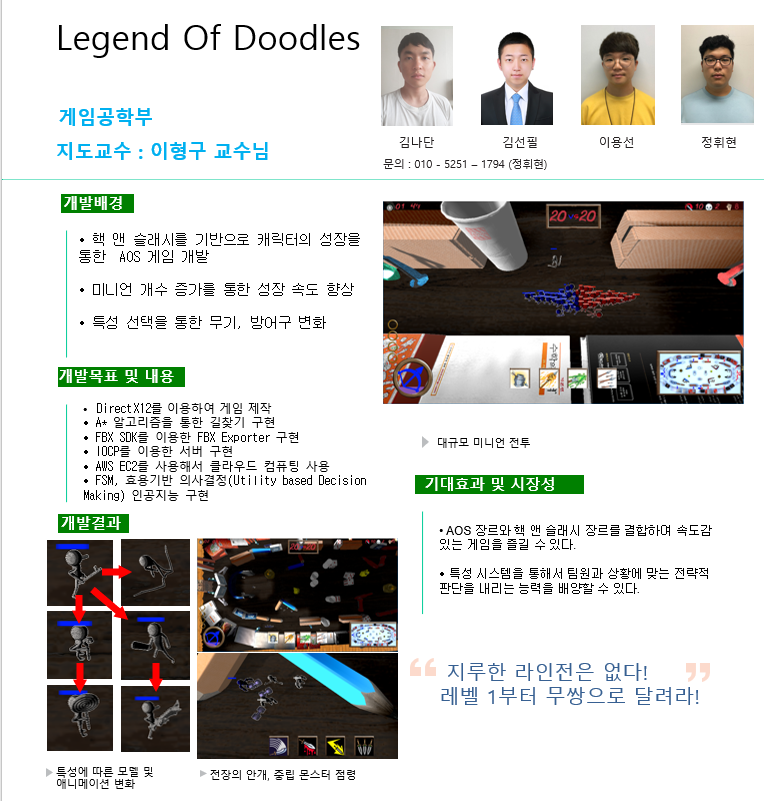 Legend Of Doodles
게임공학부
지도교수 : 이형구 교수님
김나단
김선필
이용선
정휘현
문의 : 010 - 5251 – 1794 (정휘현)
개발배경
• 핵 앤 슬래시를 기반으로 캐릭터의 성장을
통한 AOS 게임 개발
• 미니언 개수 증가를 통한 성장 속도 향상
• 특성 선택을 통한 무기, 방어구 변화
개발목표 및 내용
• DirectX12를 이용하여 게임 제작
• A* 알고리즘을 통한 길찾기 구현
• FBX SDK를 이용한 FBX Exporter 구현
• IOCP를 이용한 서버 구현
• AWS EC2를 사용해서 클라우드 컴퓨팅 사용
• FSM, 효용기반 의사결정(Utility based Decision
Making) 인공지능 구현
개발결과
특성에 따른 모델 및
애니메이션 변화
전장의 안개, 중립 몬스터 점령
20 vs 20
대규모 미니언 전투
기대효과 및 시장성
• AOS 장르와 핵 앤 슬래시 장르를 결합하며 속도감
있는 게임을 즐길 수 있다.
• 특성 시스템을 통해서 팀원과 상황에 맞는 전략적
판단을 내리는 능력을 배양할 수 있다.
“ 지루한 라인전은 없다! ”
레벨 1부터 무쌍으로 달려라!